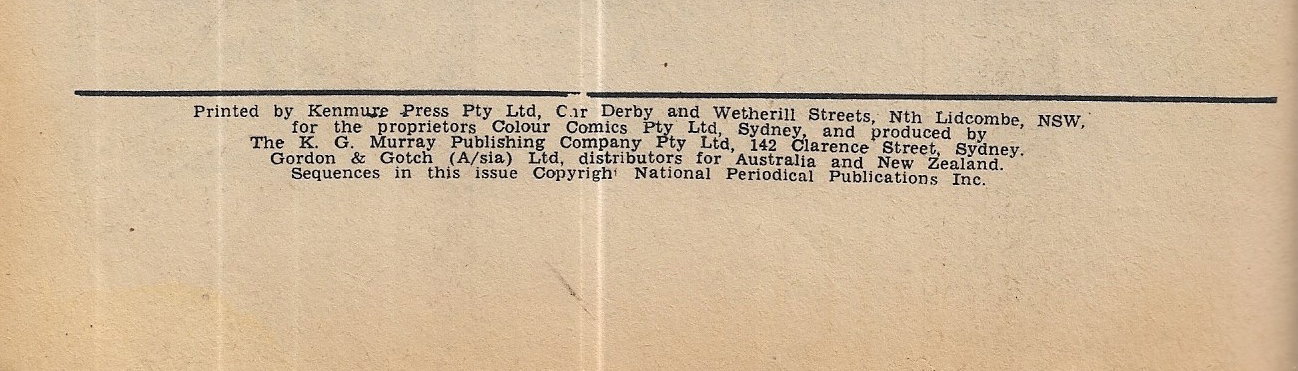 Printed by Kenmure Press Pty Ltd, Cnr Derby and Wetherill Streets, Nth Lidcombe, NSW,
for the proprietors Colour Comics Pty Ltd, Sydney, and produced by
The K. G. Murray Publishing Company Pty Ltd, 142 Clarence Street, Sydney.
Gordon & Gotch (A/sia) Ltd, distributors for Australia and New Zealand.
Sequences in this issue Copyright National Periodical Publications Inc.